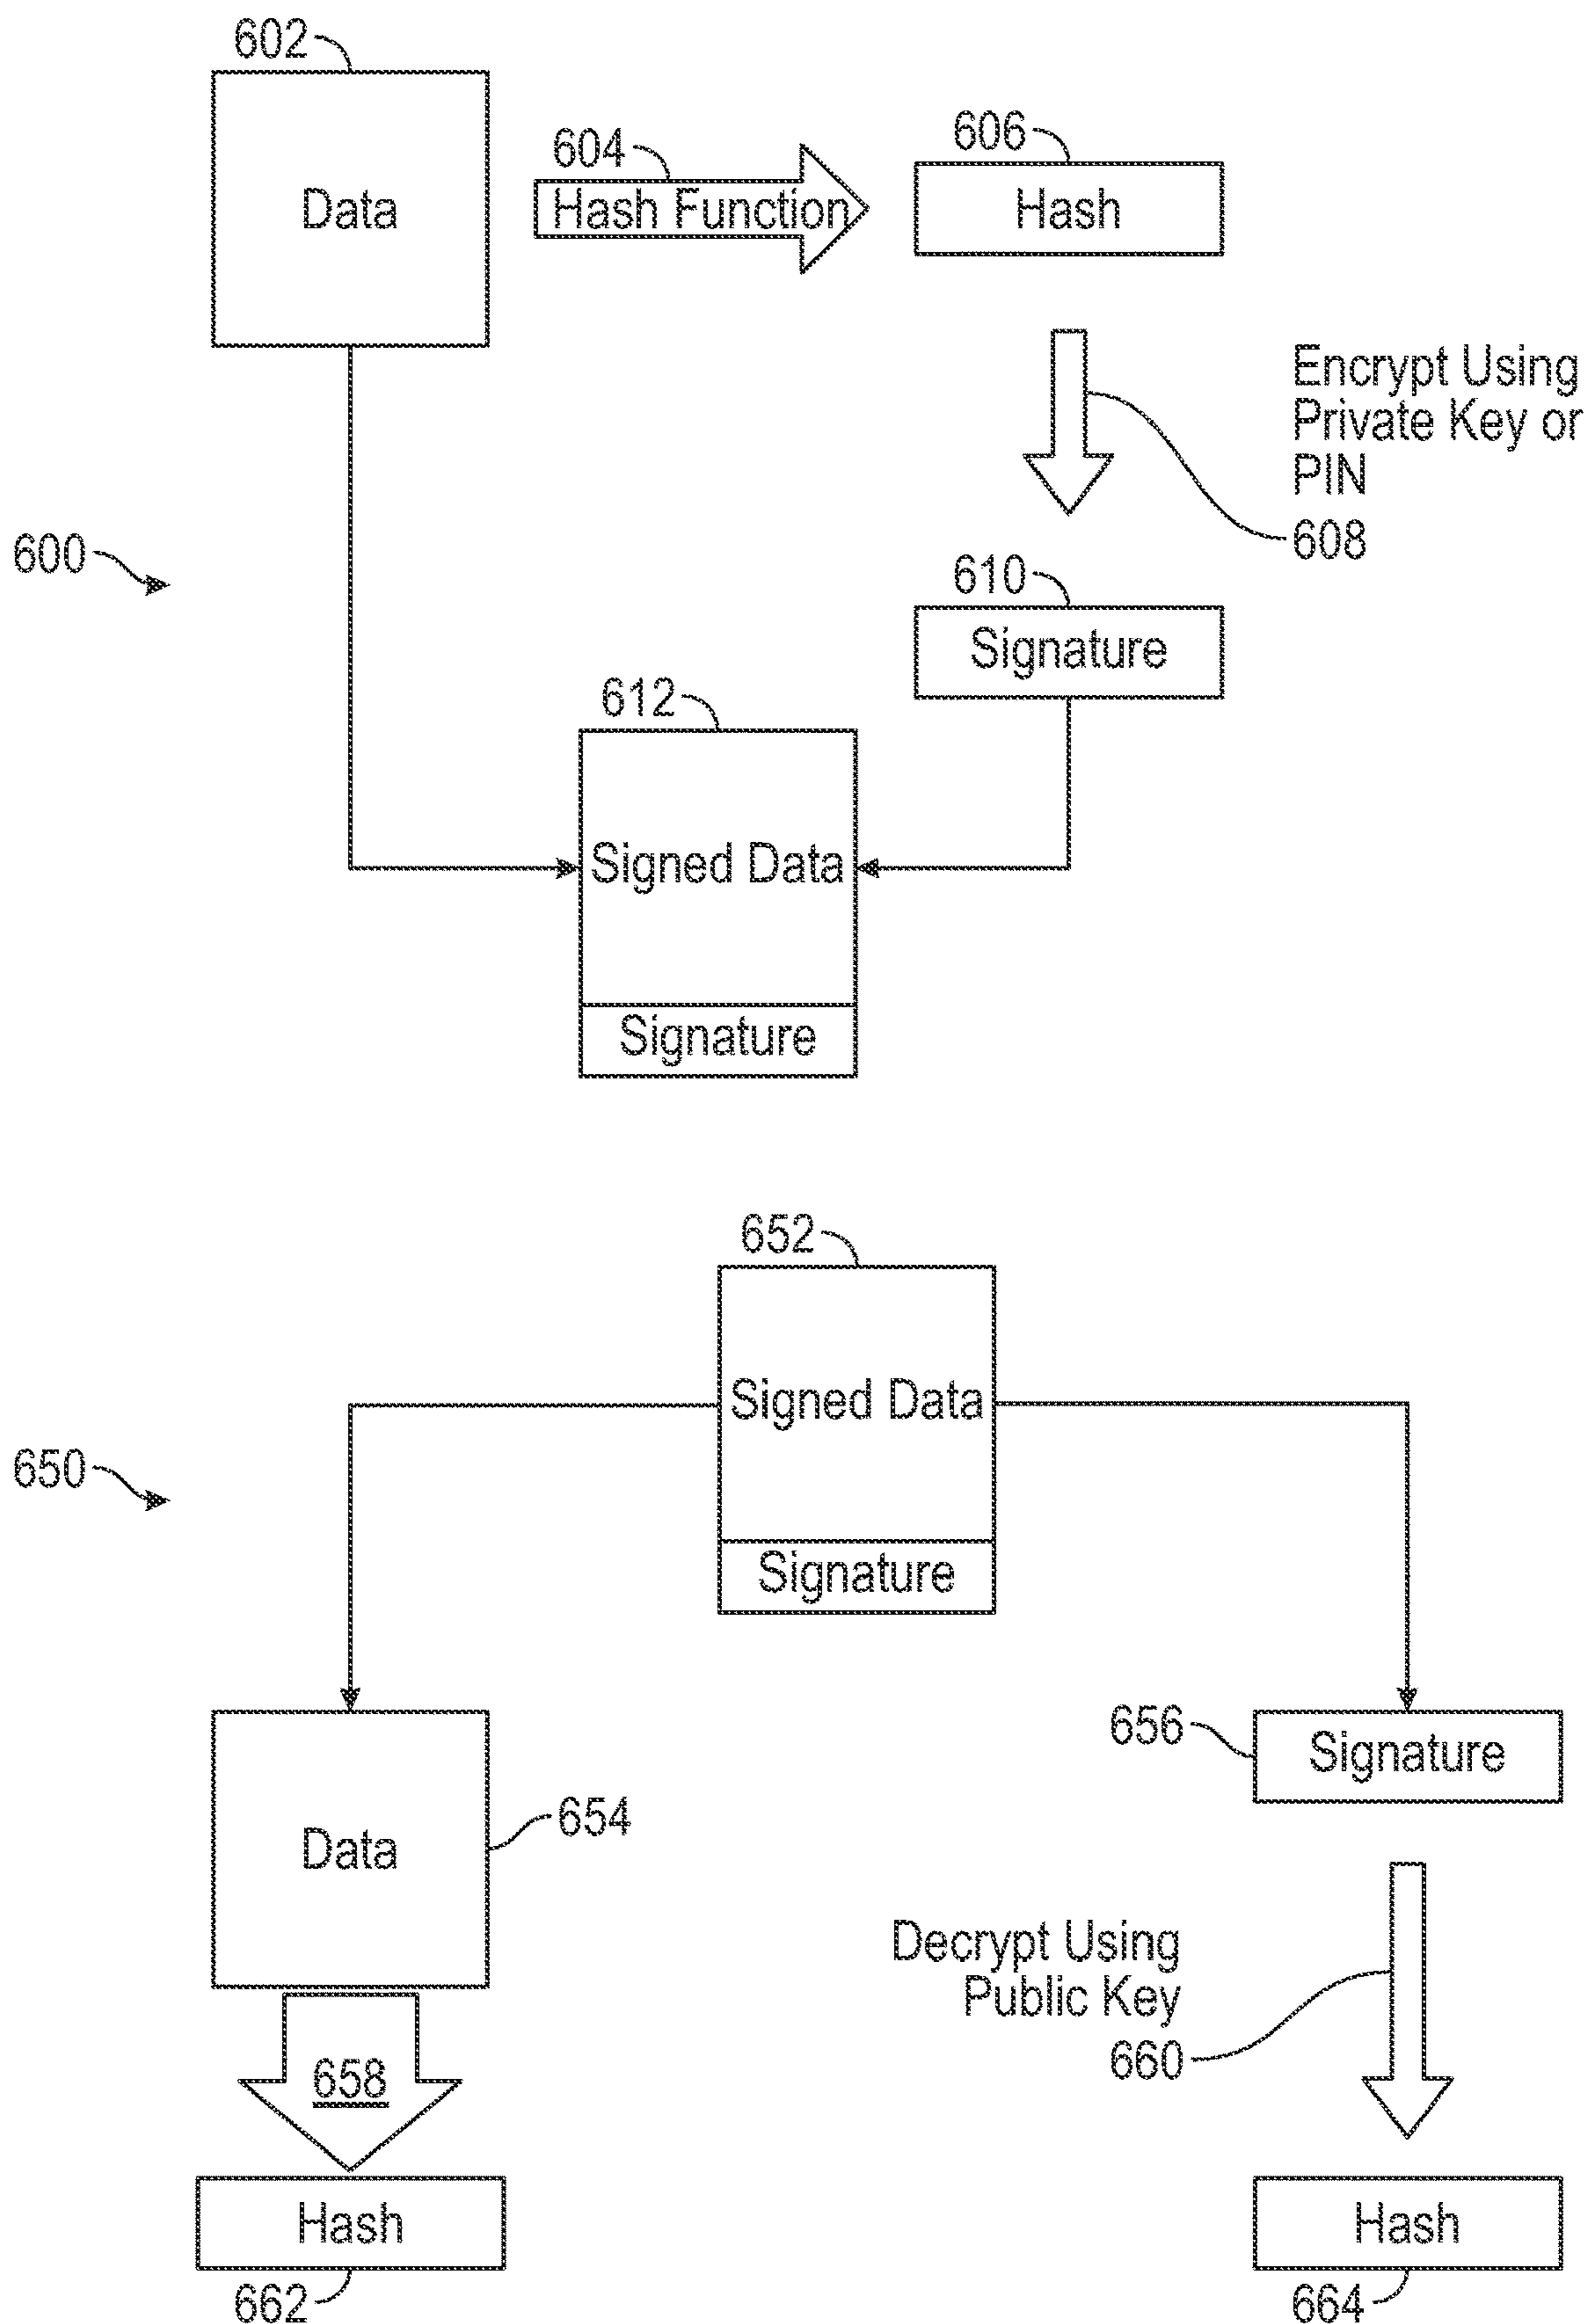 602
Data
604
Hash Function
606
Hash
Encrypt Using
Private Key or
PIN
608
600
610
Signature
612
Signed Data
Signature
652
Signed Data
Signature
650
656
Signature
654
Data
Decrypt Using
Public Key
660
658
Hash
662
Hash
664